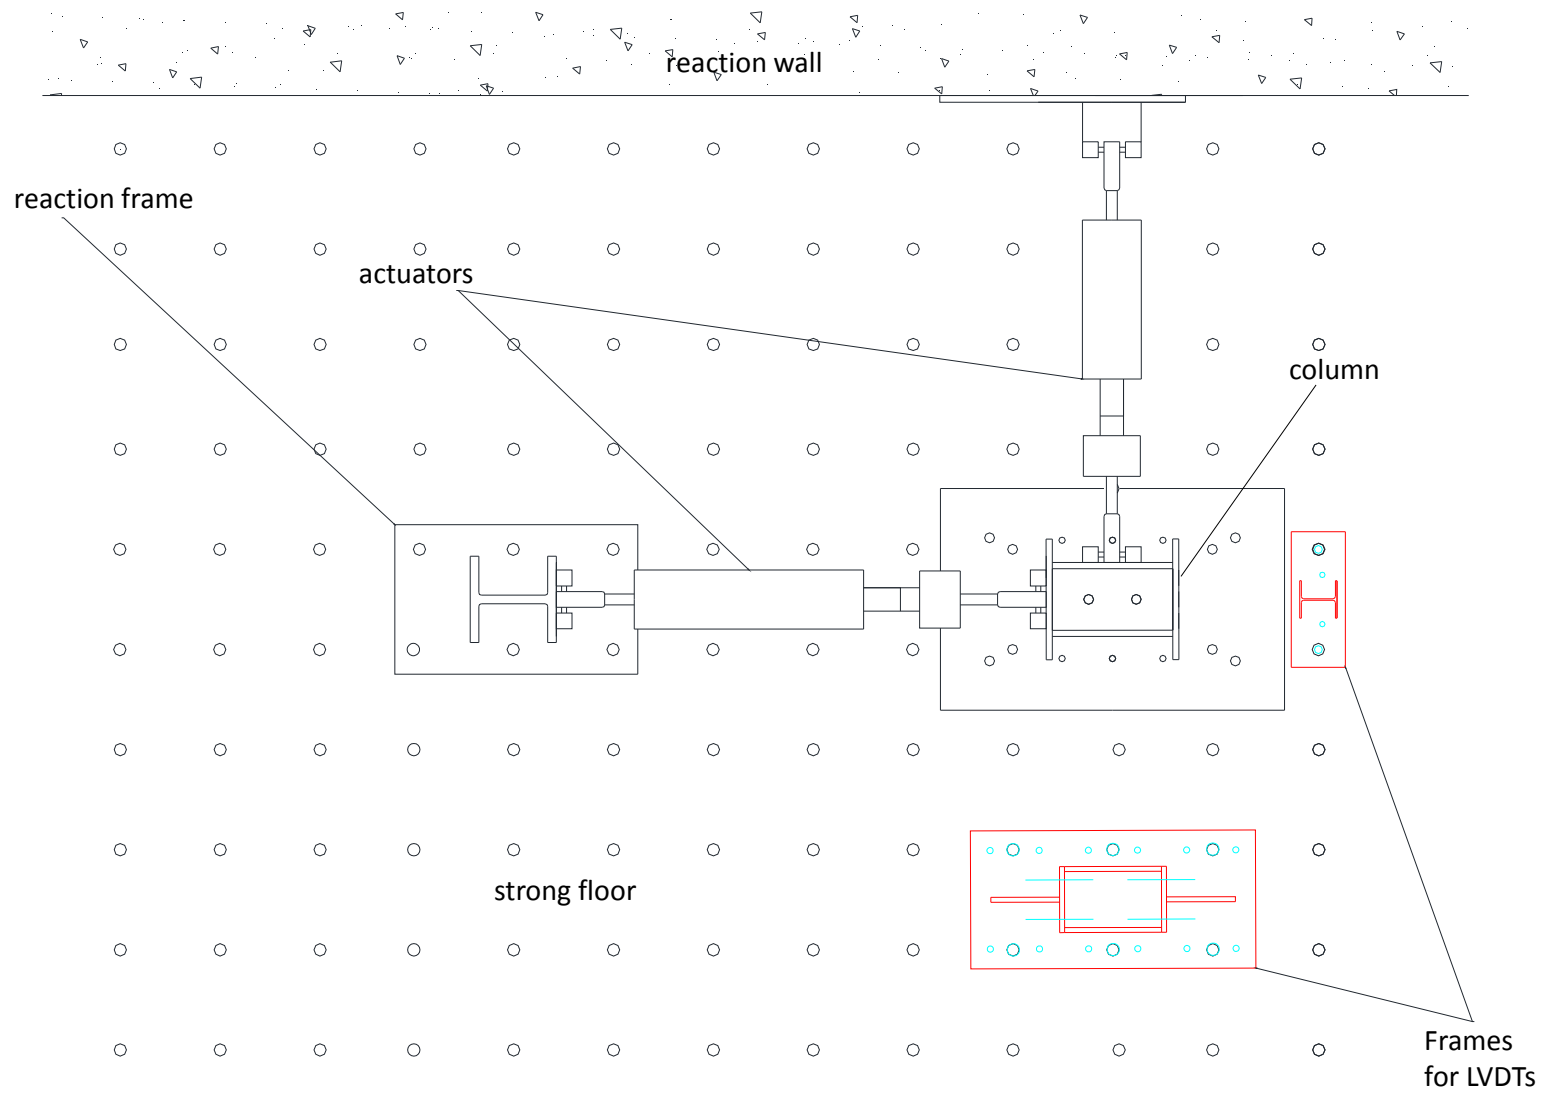 reaction wall
reaction frame
actuators
column
strong floor
Frames
for LVDTs